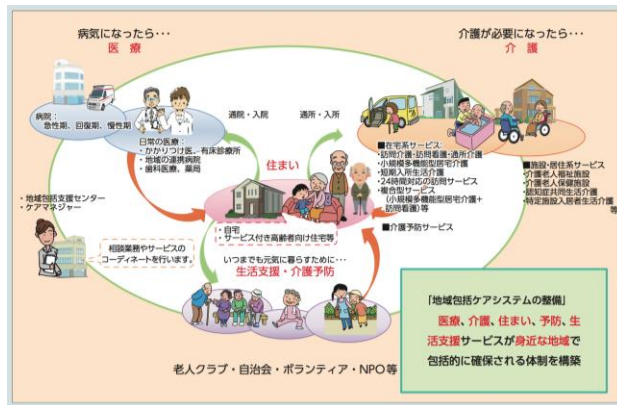 病気になったら・・・
医　療
介護が必要になったら・・・
介　護
病院：
急性期、回復期、慢性期
日常の医療：
・かかりつけ医、有床診療所
・地域の連携病院
・歯科医療、薬局
通院・入院
通所・入所
住まい
■在宅系サービス：
・訪問介護・訪問看護・通所介護
・小規模多機能型居宅介護
・短期入所生活介護
・24時間対応の訪問サービス
・複合型サービス
（小規模多機能型居宅介護＋
訪問看護）等
■介護予防サービス
■施設・居住系サービス
・介護老人福祉施設
・介護老人保健施設
・認知症共同生活介護
・特定施設入居者生活介護
等
・地域包括支援センター
・ケアマネジャー
相談業務やサービスの
コーディネートを行います。
・自宅
・サービス付き高齢者向け住宅等
いつまでも元気に暮らすために・・・
生活支援・介護予防
老人クラブ・自治会・ボランティア・NPO等
「地域包括ケアシステムの整備」
医療、介護、住まい、予防、生
活支援サービスが身近な地域で
包括的に確保される体制を構築